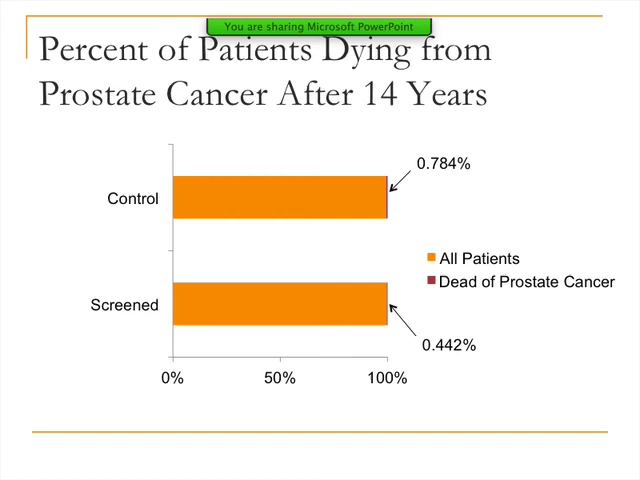 You are sharing Microsoft PowerPoint
Percent of Patients Dying from
Prostate Cancer After 14 Years
0.784%
Control
All Patients
Dead of Prostate Cancer
Screened
0.442%
0% 50% 100%